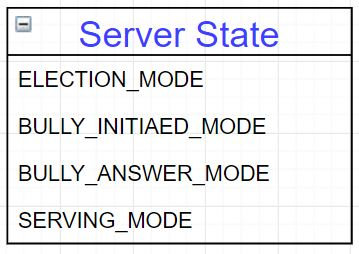 Server State
ELECTION_MODE
BULLY_INITIAED_MODE
BULLY_ANSWER_MODE
SERVING_MODE